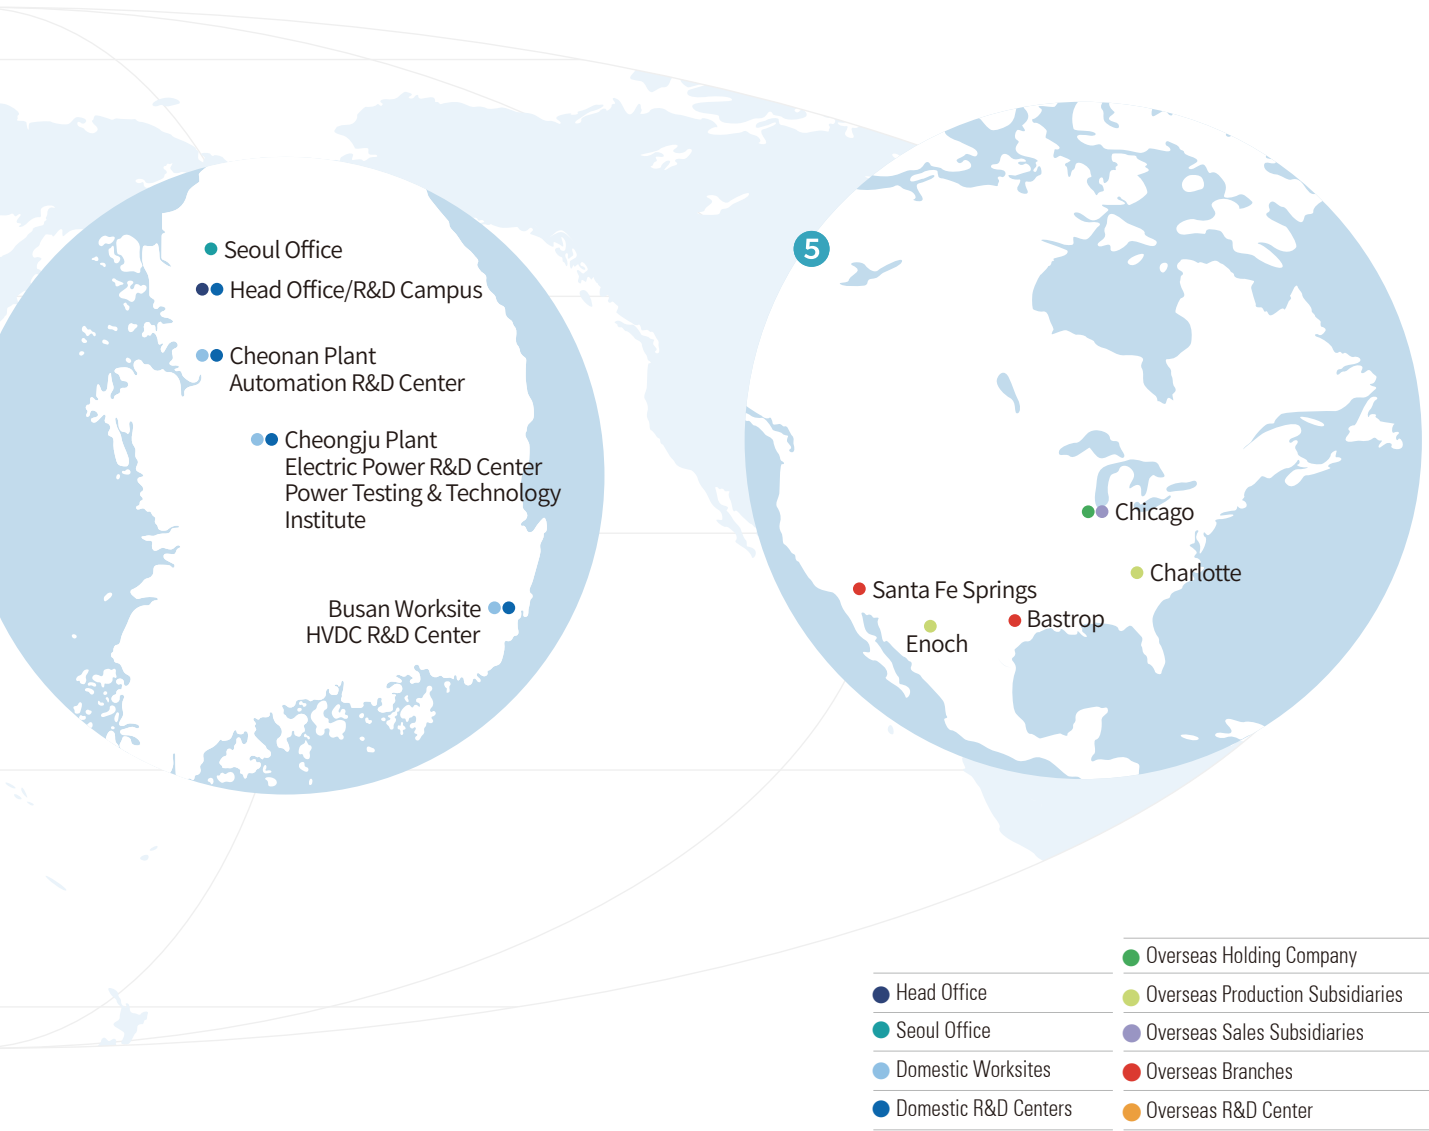 Seoul Office
Head Office/R&D Campus
Cheonan Plant
Automation R&D Center
Cheongju Plant
Electric Power R&D Center
Power Testing & Technology
Institute
Busan Worksite
HVDC R&D Center
5
Chicago
Charlotte
Santa Fe Springs
Bastrop
Enoch
Head Office
Seoul Office
Domestic Worksites
Domestic R&D Centers
Overseas Holding Company
Overseas Production Subsidiaries
Overseas Sales Subsidiaries
Overseas Branches
Overseas R&D Center